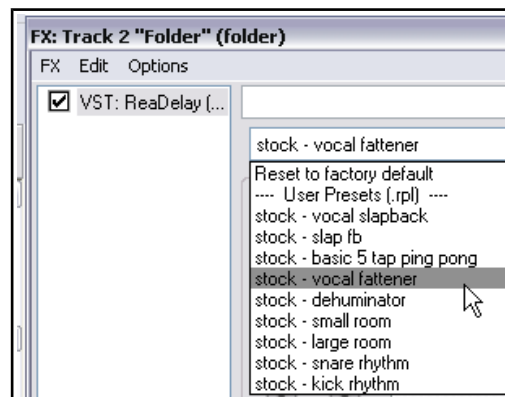 FX: Track 2 "Folder" (folder)
FX Edit Options
VST: ReaDelay (...
stock - vocal fattener
Reset to factory default
---- User Presets (.rpl) ----
stock - vocal slapback
stock - slap fb
stock - basic 5 tap ping pong
stock - vocal fattener
stock - dehuminator
stock - small room
stock - large room
stock - snare rhythm
stock - kick rhythm